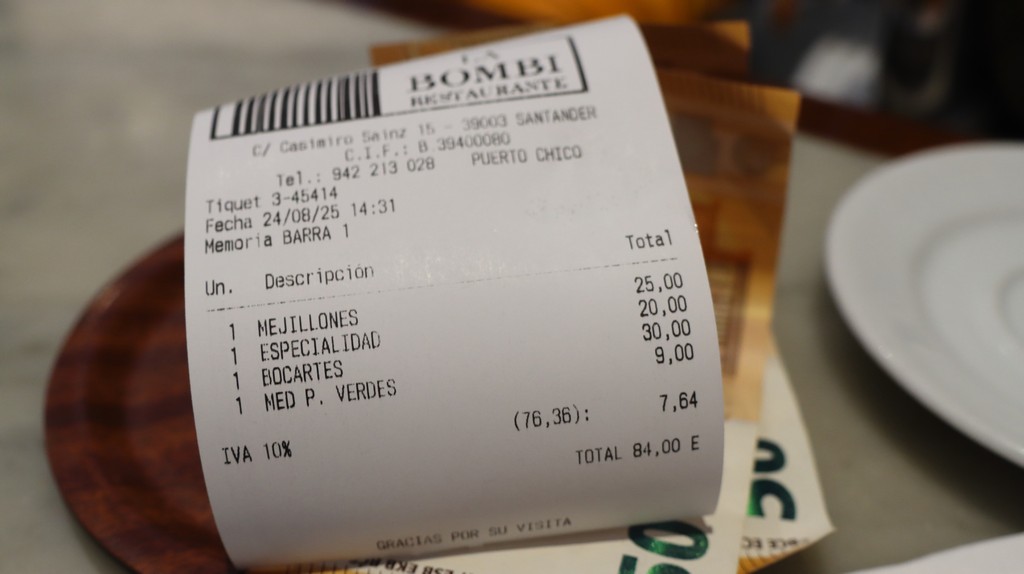 LA
BOMBI
RESTAURANTE
C/ Casimiro Sainz 15 - 39003 SANTANDER
C.I.F.: B 39400080
Tel.: 942 213 028 PUERTO CHICO
Tiquet 3-45414
Fecha 24/08/25 14:31
Memoria BARRA 1
Un. Descripción Total
1 MEJILLONES 25,00
1 ESPECIALIDAD 20,00
1 BOCARTES 30,00
1 MED P. VERDES 9,00
IVA 10% (76,36): 7,64
TOTAL 84,00 E
GRACIAS POR SU VISITA
50